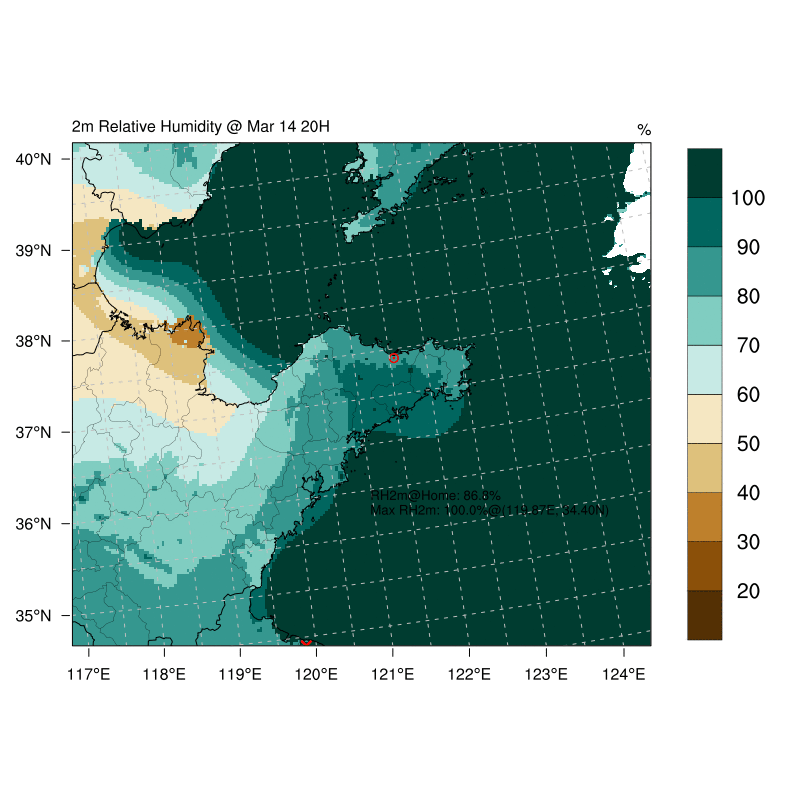 2m Relative Humidity @ Mar 14 20H
%
40°N
39°N
38°N
37°N
36°N
35°N
117°E
118°E
119°E
120°E
121°E
122°E
123°E
124°E
100
90
80
70
60
50
40
30
20
RH2m@Home: 86.8%
Max RH2m: 100.0%@(119.87E, 34.40N)